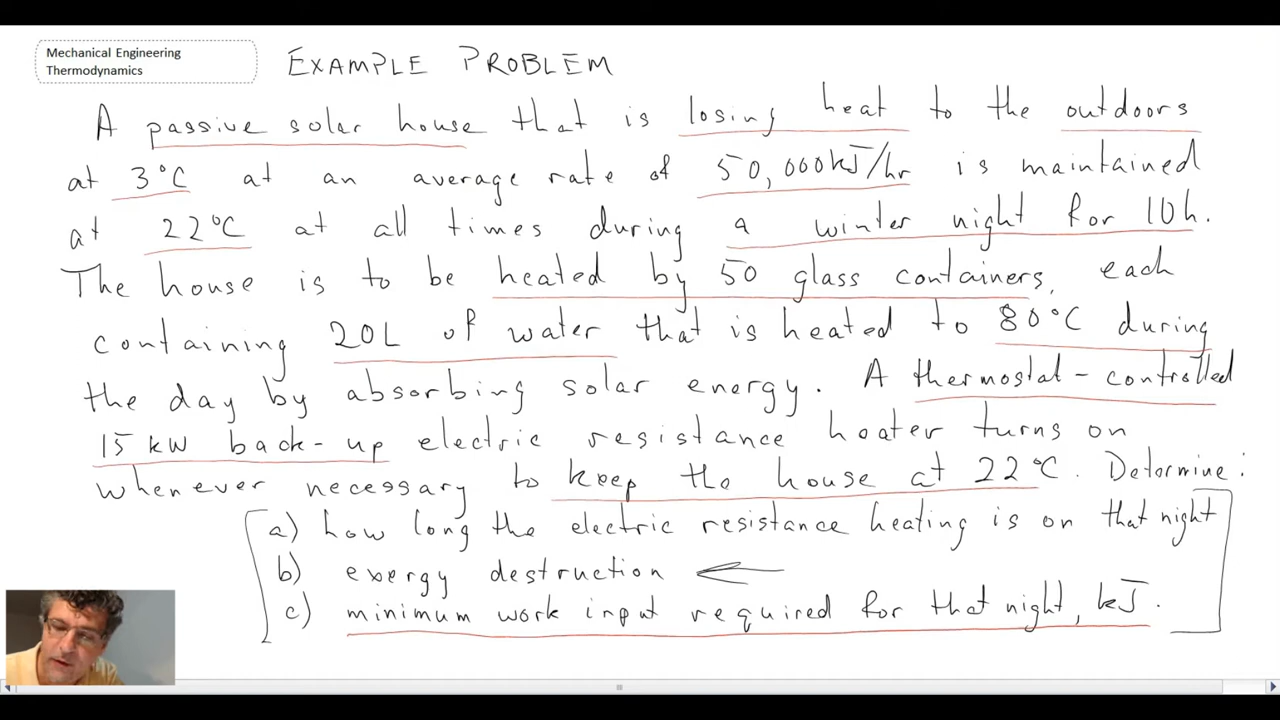 Mechanical Engineering
Thermodynamics
EXAMPLE PROBLEM
A passive solar house that is losing heat to the outdoors
at 3°C at an average rate of 50,000kJ/hr is maintained
at 22°C at all times during a winter night for 10h.
The house is to be heated by 50 glass containers, each
containing 20L of water that is heated to 80°C during
the day by absorbing solar energy. A thermostat-controlled
15 kW back-up electric resistance heater turns on
whenever necessary to keep the house at 22°C. Determine:
a) how long the electric resistance heating is on that night
b) exergy destruction
c) minimum work input required for that night, kJ.